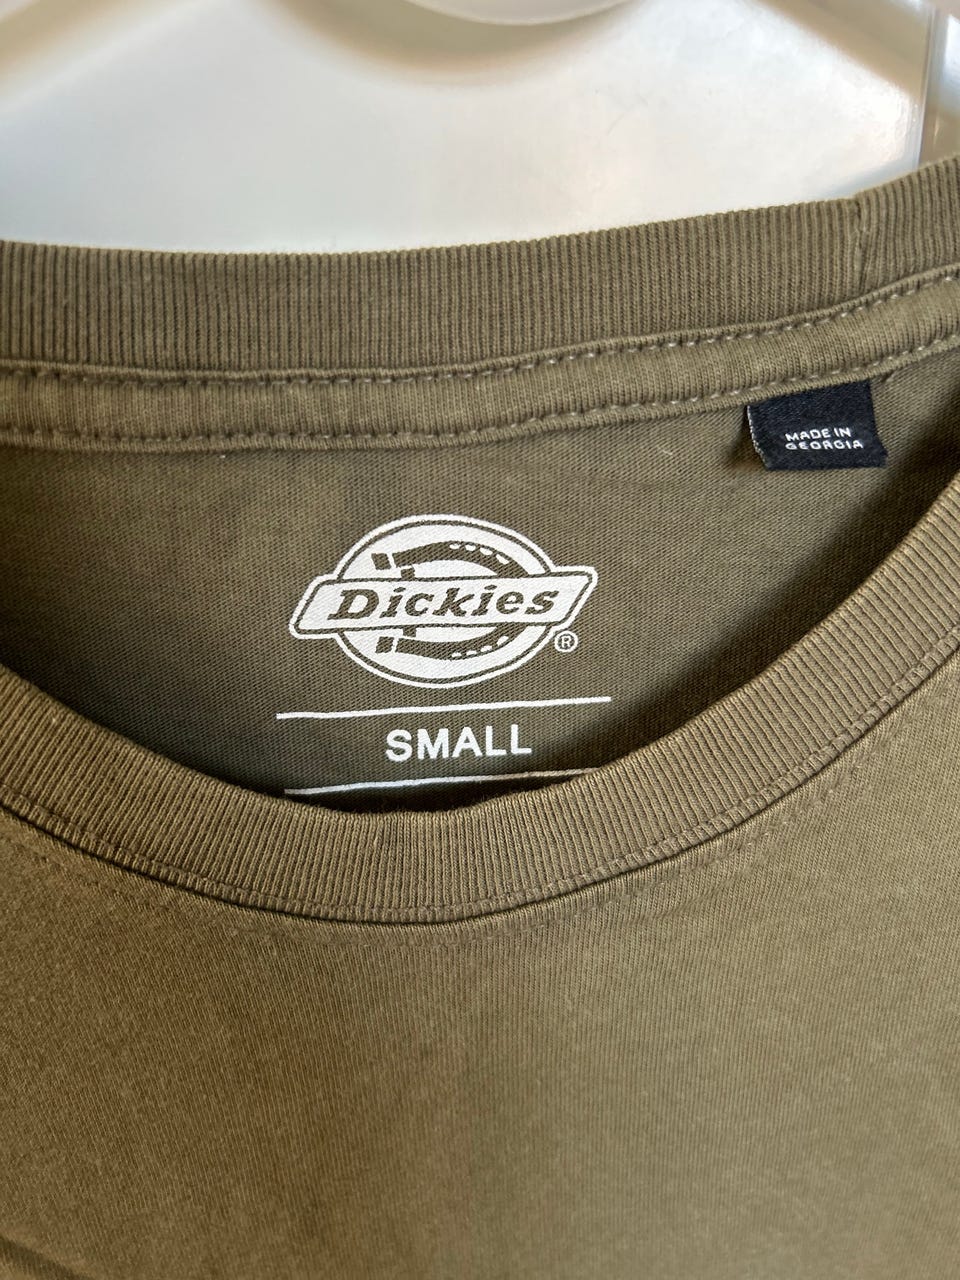 MADE IN
GEORGIA
Dickies
®
SMALL